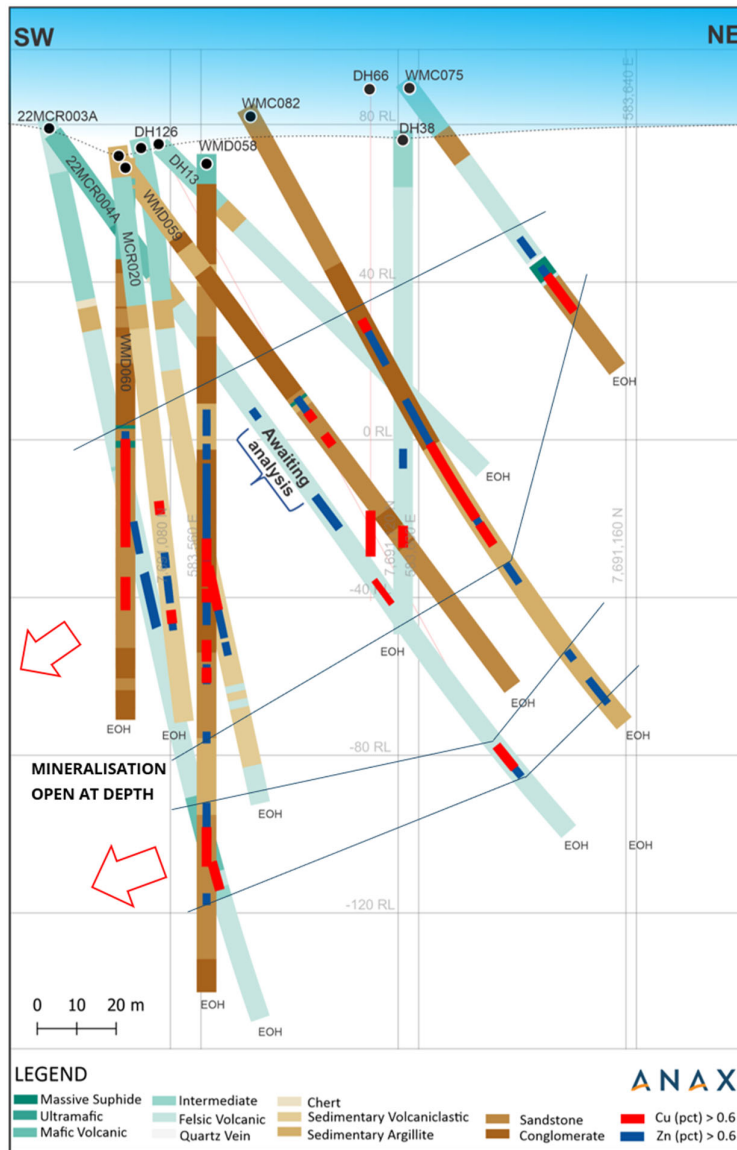 SW
NE
DH66
WMC075
WMC082
583,640 E
22MCR003A
80 RL
DH126
WMD058
DH38
DH13
22MCR004A
WMD059
MCR020
40 RL
WMD060
EOH
0 RL
Awaiting
analysis
EOH
583,560 E
7,691,160 N
-40
EOH
EOH
EOH
EOH
EOH
-80 RL
MINERALISATION
OPEN AT DEPTH
EOH
EOH
EOH
-120 RL
EOH
EOH
0 10 20 m
LEGEND
ANAX
Massive Suphide
Intermediate
Chert
Ultramafic
Felsic Volcanic
Sedimentary Volcaniclastic
Sandstone
Cu (pct) > 0.6
Mafic Volcanic
Quartz Vein
Sedimentary Argillite
Conglomerate
Zn (pct) > 0.6